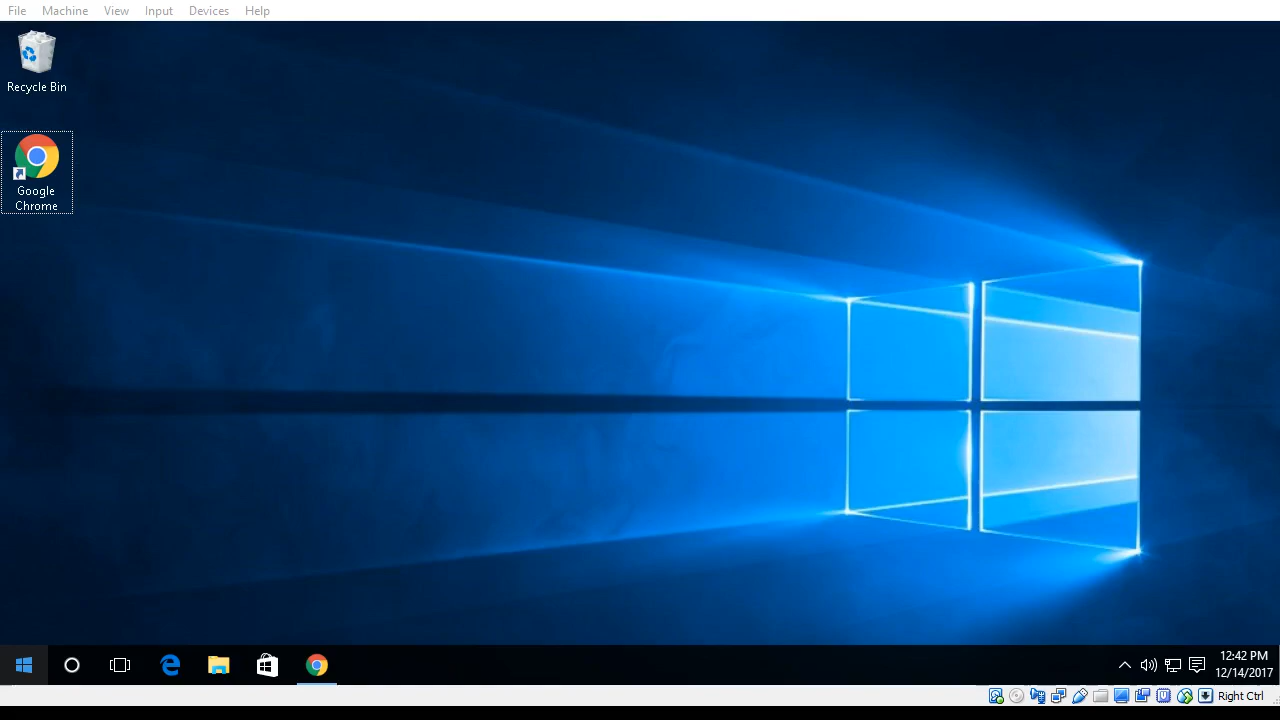 File Machine View Input Devices Help
Recycle Bin
Google
Chrome
12:42 PM
12/14/2017
Right Ctrl